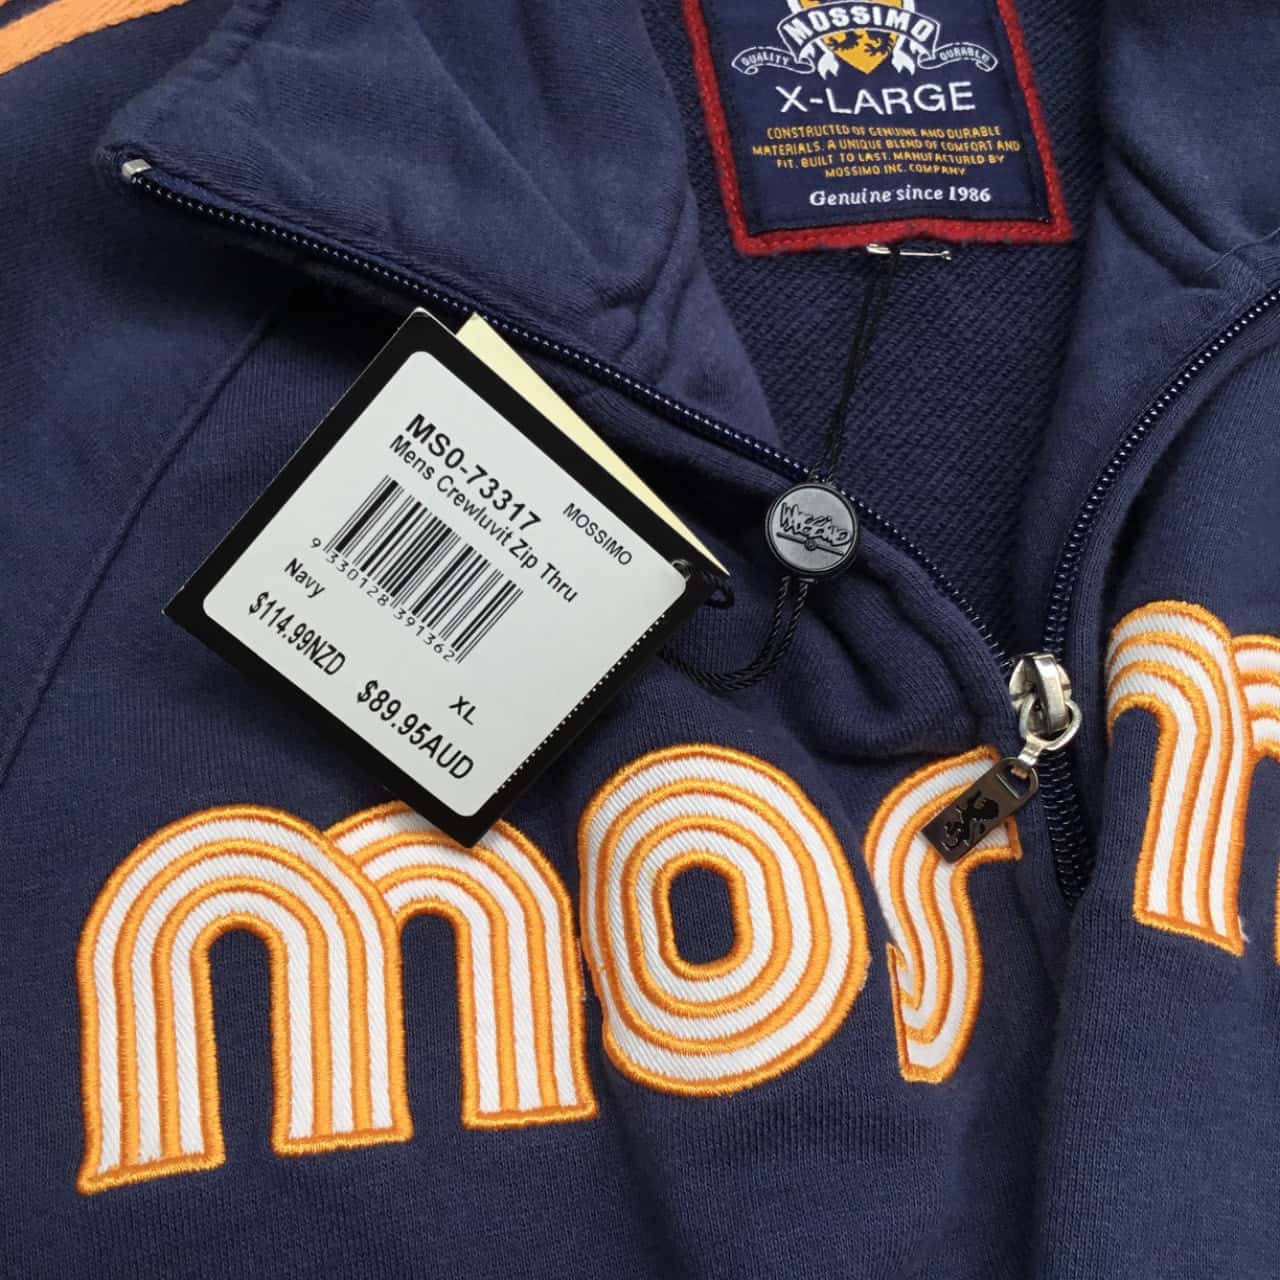 MOSSIMO
QUALITY DURABLE
X-LARGE
CONSTRUCTED OF GENUINE AND DURABLE
MATERIALS. A UNIQUE BLEND OF COMFORT AND
FIT. BUILT TO LAST. MANUFACTURED BY
MOSSIMO INC. COMPANY
Genuine since 1986
MOSSIMO
MS0-73317
Mens Crewluvit Zip Thru
9 330128 391362
Navy
XL
$114.99NZD
$89.95AUD
Mossimo
mos
m